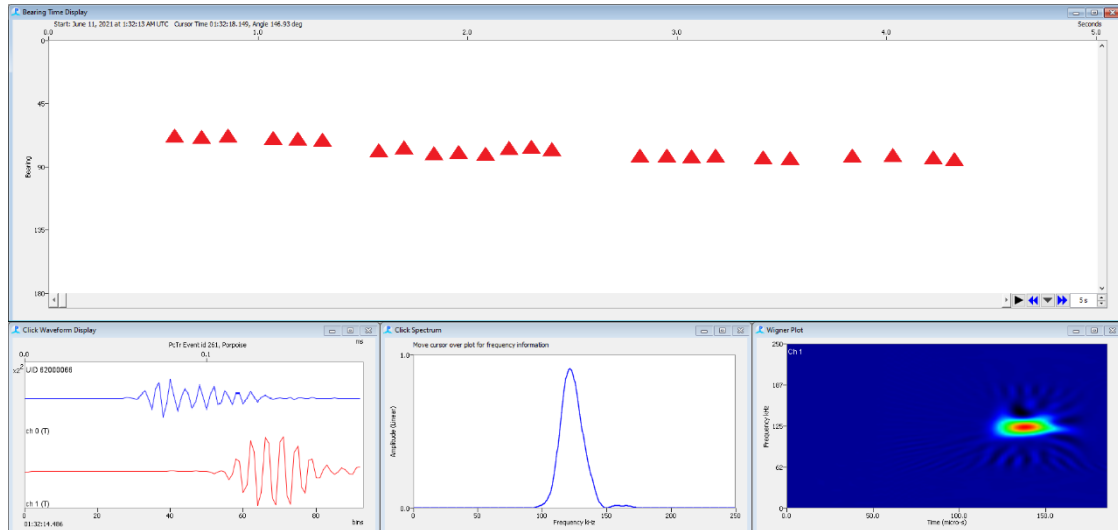 Bearing Time Display
Start: June 11, 2021 at 1:32:13 AM UTC Cursor Time 01:32:18.149, Angle 146.93 deg
Seconds
0.0 1.0 2.0 3.0 4.0 5.0
0
45
90
135
180
Bearing
5 s
Click Waveform Display
PcTr Event id 261, Porpoise
ms
0.0 0.1
UID 62000066
ch 0 (T)
ch 1 (T)
0 20 40 60 80
01:32:14.486
bins
Click Spectrum
Move cursor over plot for frequency information
1.0
Amplitude (Linear)
0.0
0 50 100 150 200 250
Frequency kHz
Wigner Plot
Ch 1
250
187
125
62
0
Frequency kHz
0.0 50.0 100.0 150.0
Time (micro-s)